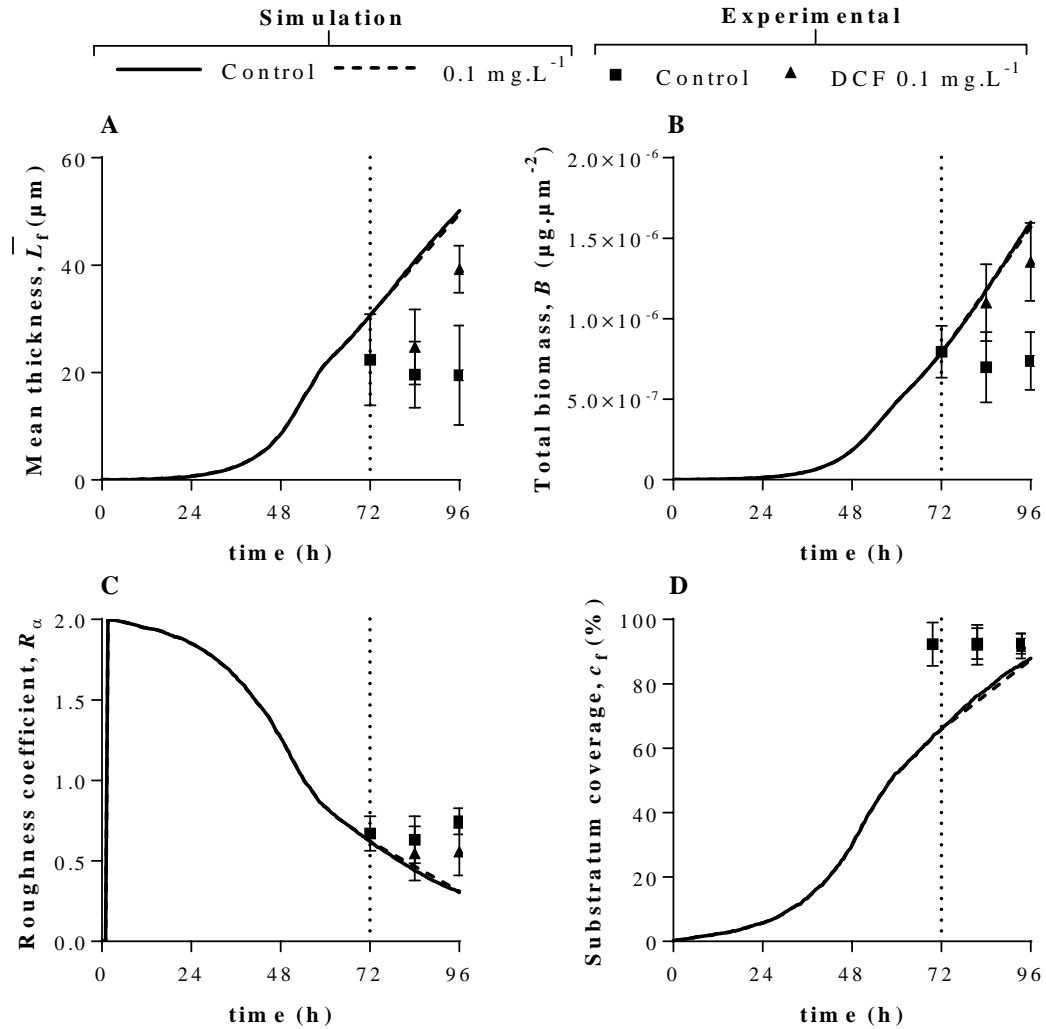 Simulation Experimental
Control 0.1 mg.L-1 Control DCF 0.1 mg.L-1
A
Mean thickness, L̅f (µm)
60
40
20
0
0 24 48 72 96
time (h)
B
Total biomass, B (µg.µm-2)
2.0×10-6
1.5×10-6
1.0×10-6
5.0×10-7
0
0 24 48 72 96
time (h)
C
Roughness coefficient, Rα
2.0
1.5
1.0
0.5
0.0
0 24 48 72 96
time (h)
D
Substratum coverage, cf (%)
100
80
60
40
20
0
0 24 48 72 96
time (h)